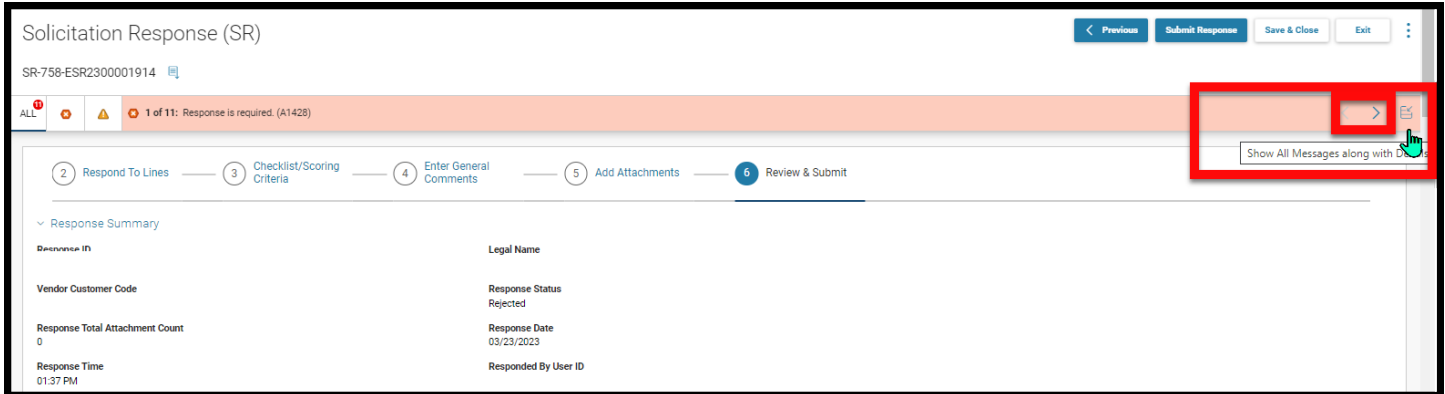 Solicitation Response (SR)
Previous Submit Response Save & Close Exit
SR-758-ESR2300001914
ALL 11 1 of 11: Response is required. (A1428)
Show All Messages along with Details
2 Respond To Lines 3 Checklist/Scoring Criteria 4 Enter General Comments 5 Add Attachments 6 Review & Submit
Response Summary
Response ID Legal Name
Vendor Customer Code Response Status
Rejected
Response Total Attachment Count Response Date
0 03/23/2023
Response Time Responded By User ID
01:37 PM